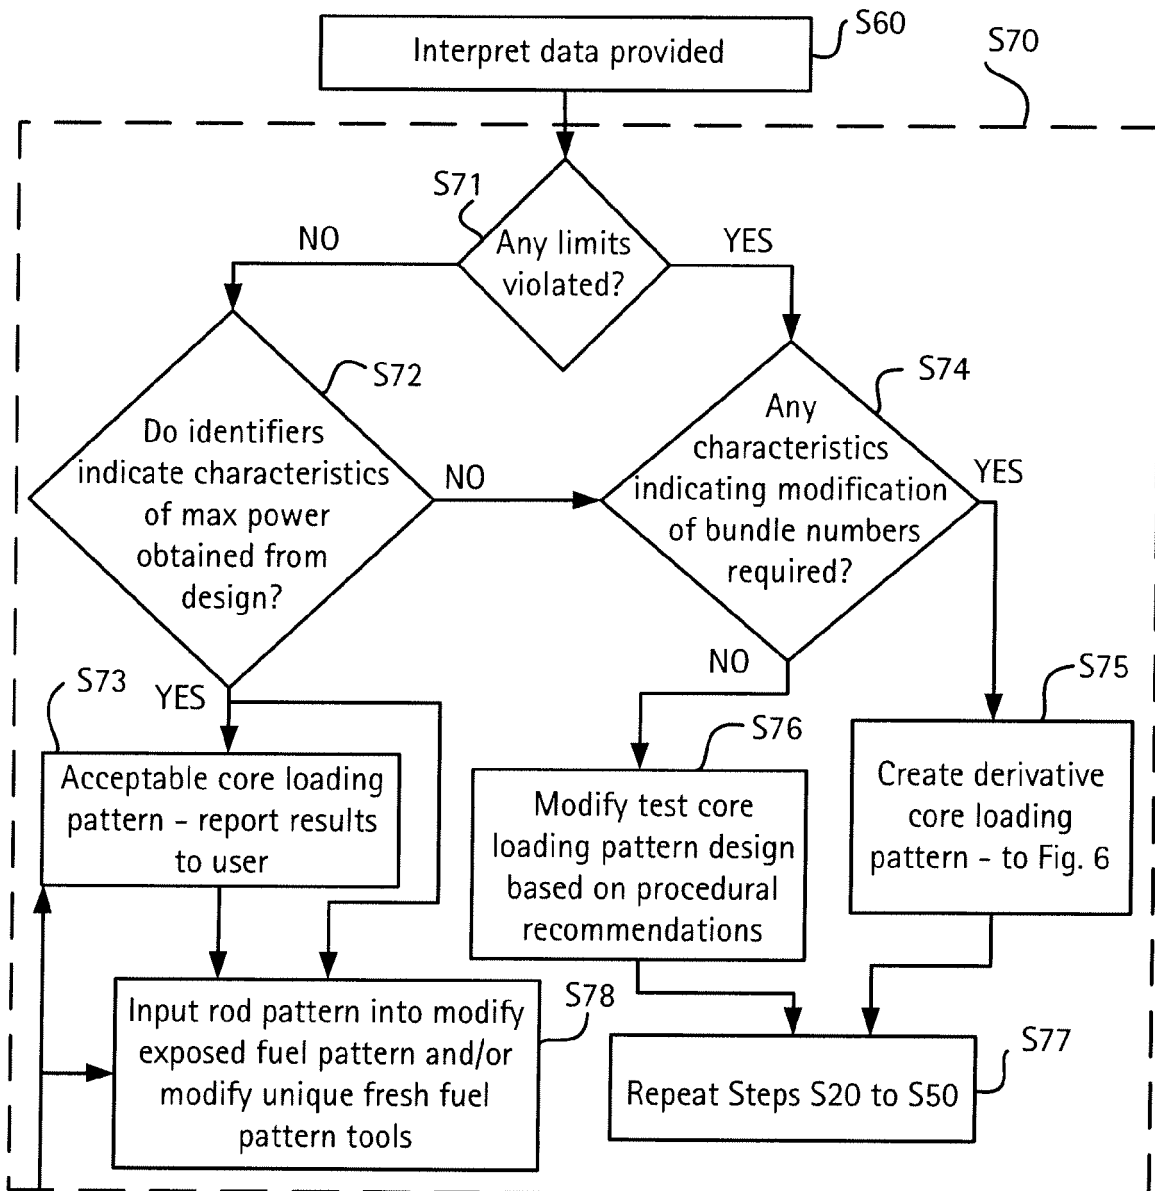 S60
Interpret data provided
S70
S71
Any limits
violated?
NO
YES
S72
Do identifiers
indicate characteristics
of max power
obtained from
design?
NO
S74
Any
characteristics
indicating modification
of bundle numbers
required?
YES
NO
YES
S73
Acceptable core loading
pattern - report results
to user
S76
Modify test core
loading pattern design
based on procedural
recommendations
S75
Create derivative
core loading
pattern - to Fig. 6
S78
Input rod pattern into modify
exposed fuel pattern and/or
modify unique fresh fuel
pattern tools
S77
Repeat Steps S20 to S50